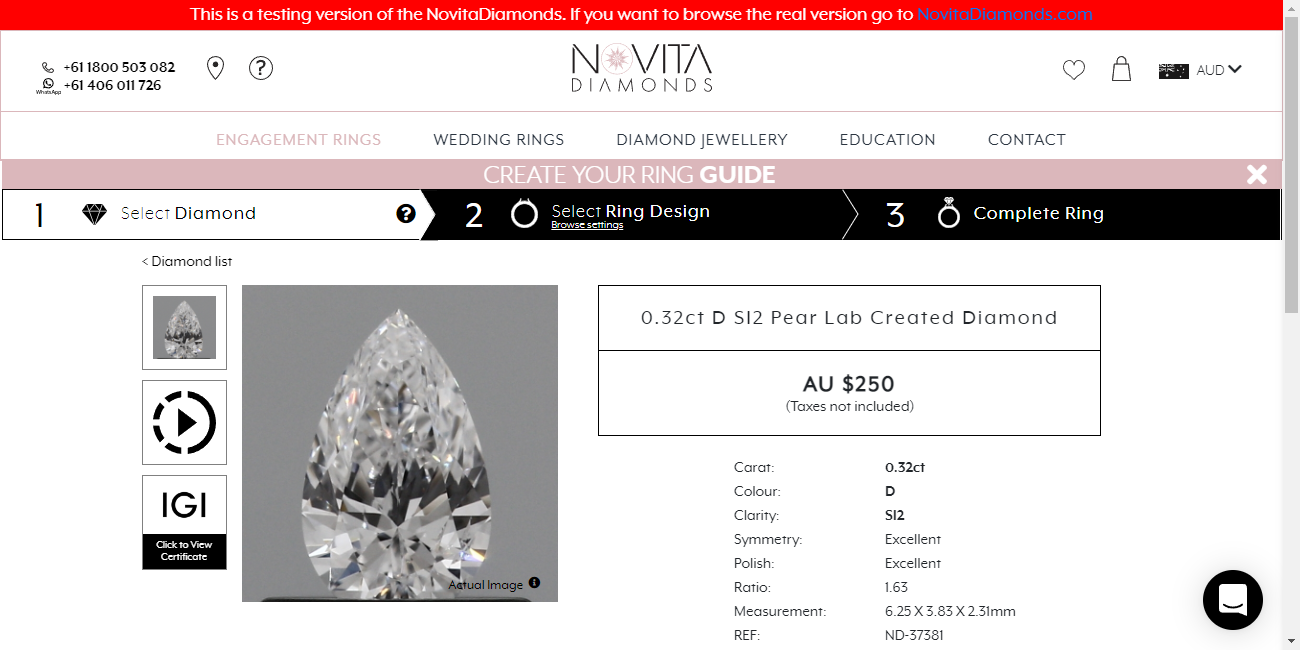 This is a testing version of the NovitaDiamonds. If you want to browse the real version go to NovitaDiamonds.com
+61 1800 503 082
WhatsApp
+61 406 011 726
?
NOVITA
DIAMONDS
AUD
ENGAGEMENT RINGS
WEDDING RINGS
DIAMOND JEWELLERY
EDUCATION
CONTACT
CREATE YOUR RING GUIDE
1
Select Diamond
?
2
Select Ring Design
Browse settings
3
Complete Ring
< Diamond list
IGI
Click to View
Certificate
Actual Image
0.32ct D SI2 Pear Lab Created Diamond
AU $250
(Taxes not included)
Carat: 0.32ct
Colour: D
Clarity: SI2
Symmetry: Excellent
Polish: Excellent
Ratio: 1.63
Measurement: 6.25 X 3.83 X 2.31mm
REF: ND-37381